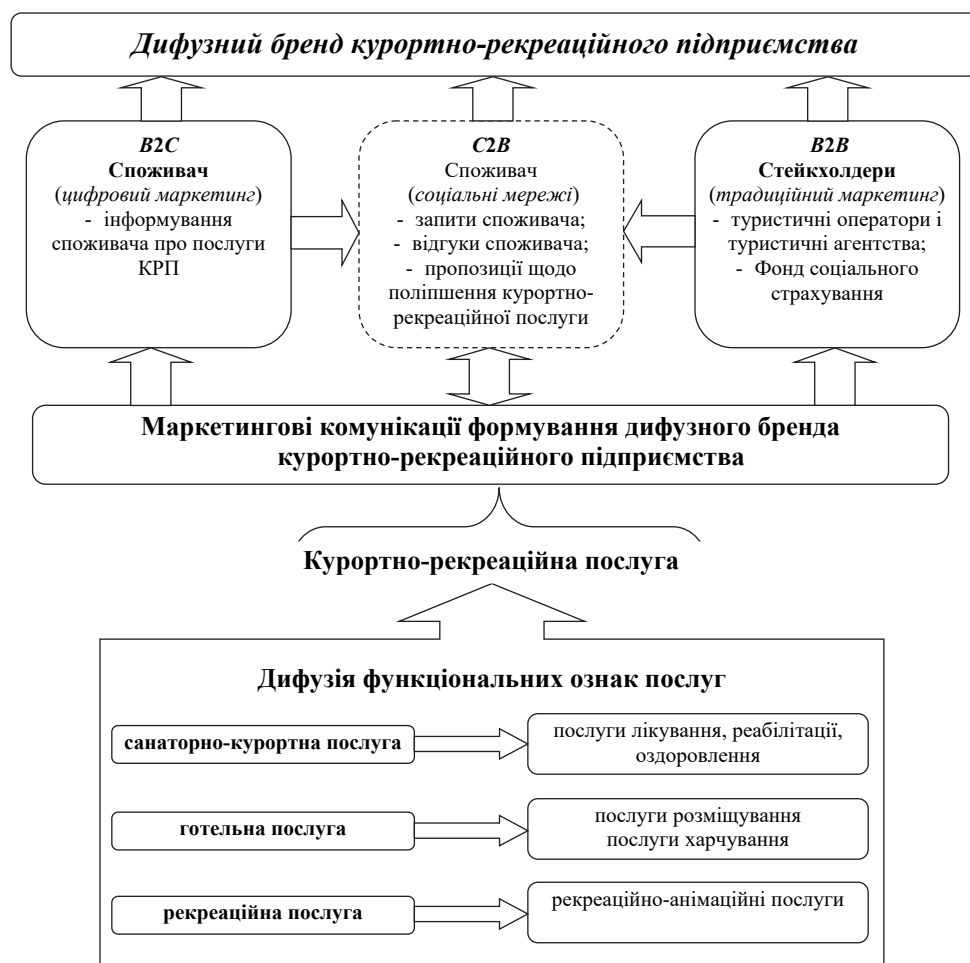 Дифузний бренд курортно-рекреаційного підприємства
B2C
Споживач
(цифровий маркетинг)
- інформування
споживача про послуги
КРП
C2B
Споживач
(соціальні мережі)
- запити споживача;
- відгуки споживача;
- пропозиції щодо
поліпшення курортно-
рекреаційної послуги
B2B
Стейкхолдери
(традиційний маркетинг)
- туристичні оператори і
туристичні агентства;
- Фонд соціального
страхування
Маркетингові комунікації формування дифузного бренда
курортно-рекреаційного підприємства
Курортно-рекреаційна послуга
Дифузія функціональних ознак послуг
санаторно-курортна послуга
послуги лікування, реабілітації,
оздоровлення
готельна послуга
послуги розміщування
послуги харчування
рекреаційна послуга
рекреаційно-анімаційні послуги